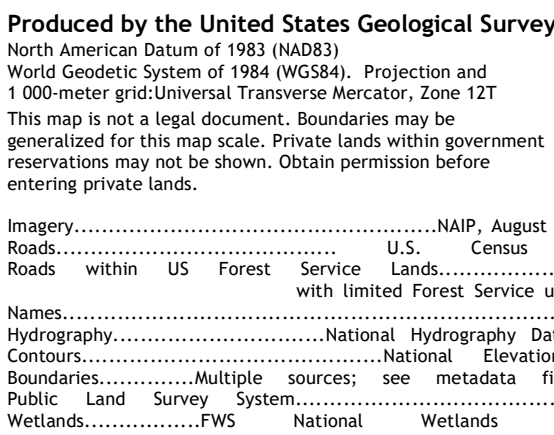 Produced by the United States Geological Survey
North American Datum of 1983 (NAD83)
World Geodetic System of 1984 (WGS84). Projection and
1 000-meter grid:Universal Transverse Mercator, Zone 12T
This map is not a legal document. Boundaries may be
generalized for this map scale. Private lands within government
reservations may not be shown. Obtain permission before
entering private lands.
Imagery.....................................................NAIP, August
Roads......................................... U.S. Census
Roads within US Forest Service Lands.................
with limited Forest Service
Names.........................................................................
Hydrography...............................National Hydrography
Contours............................................National Elevation
Boundaries..............Multiple sources; see metadata
Public Land Survey System......................................
Wetlands.................FWS National Wetlands